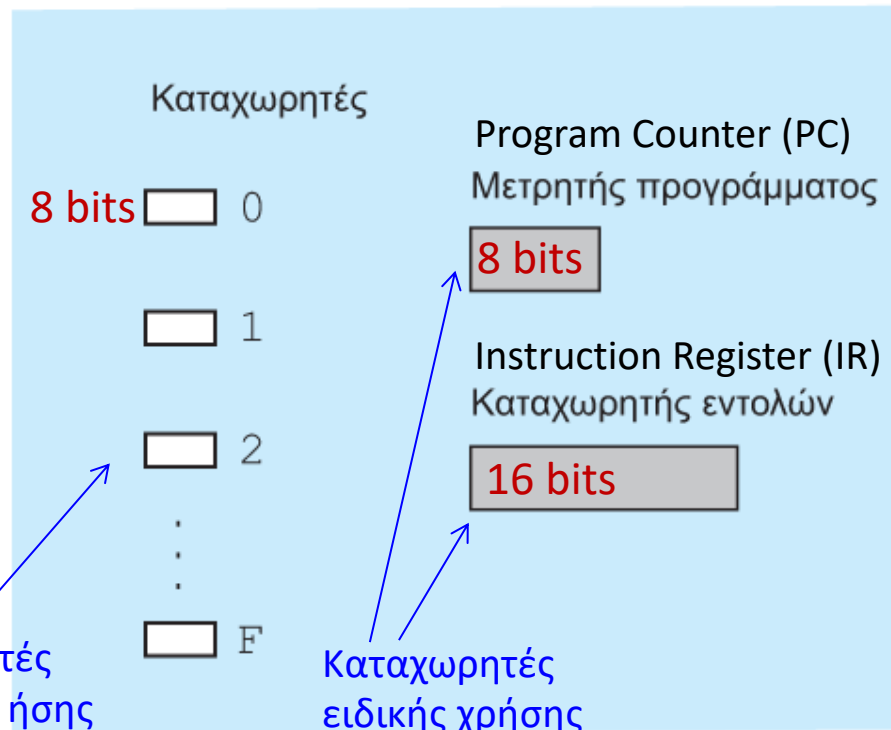 Καταχωρητές
8 bits 0
1
2
F
Program Counter (PC)
Μετρητής προγράμματος
8 bits
Instruction Register (IR)
Καταχωρητής εντολών
16 bits
Καταχωρητές
ειδικής χρήσης